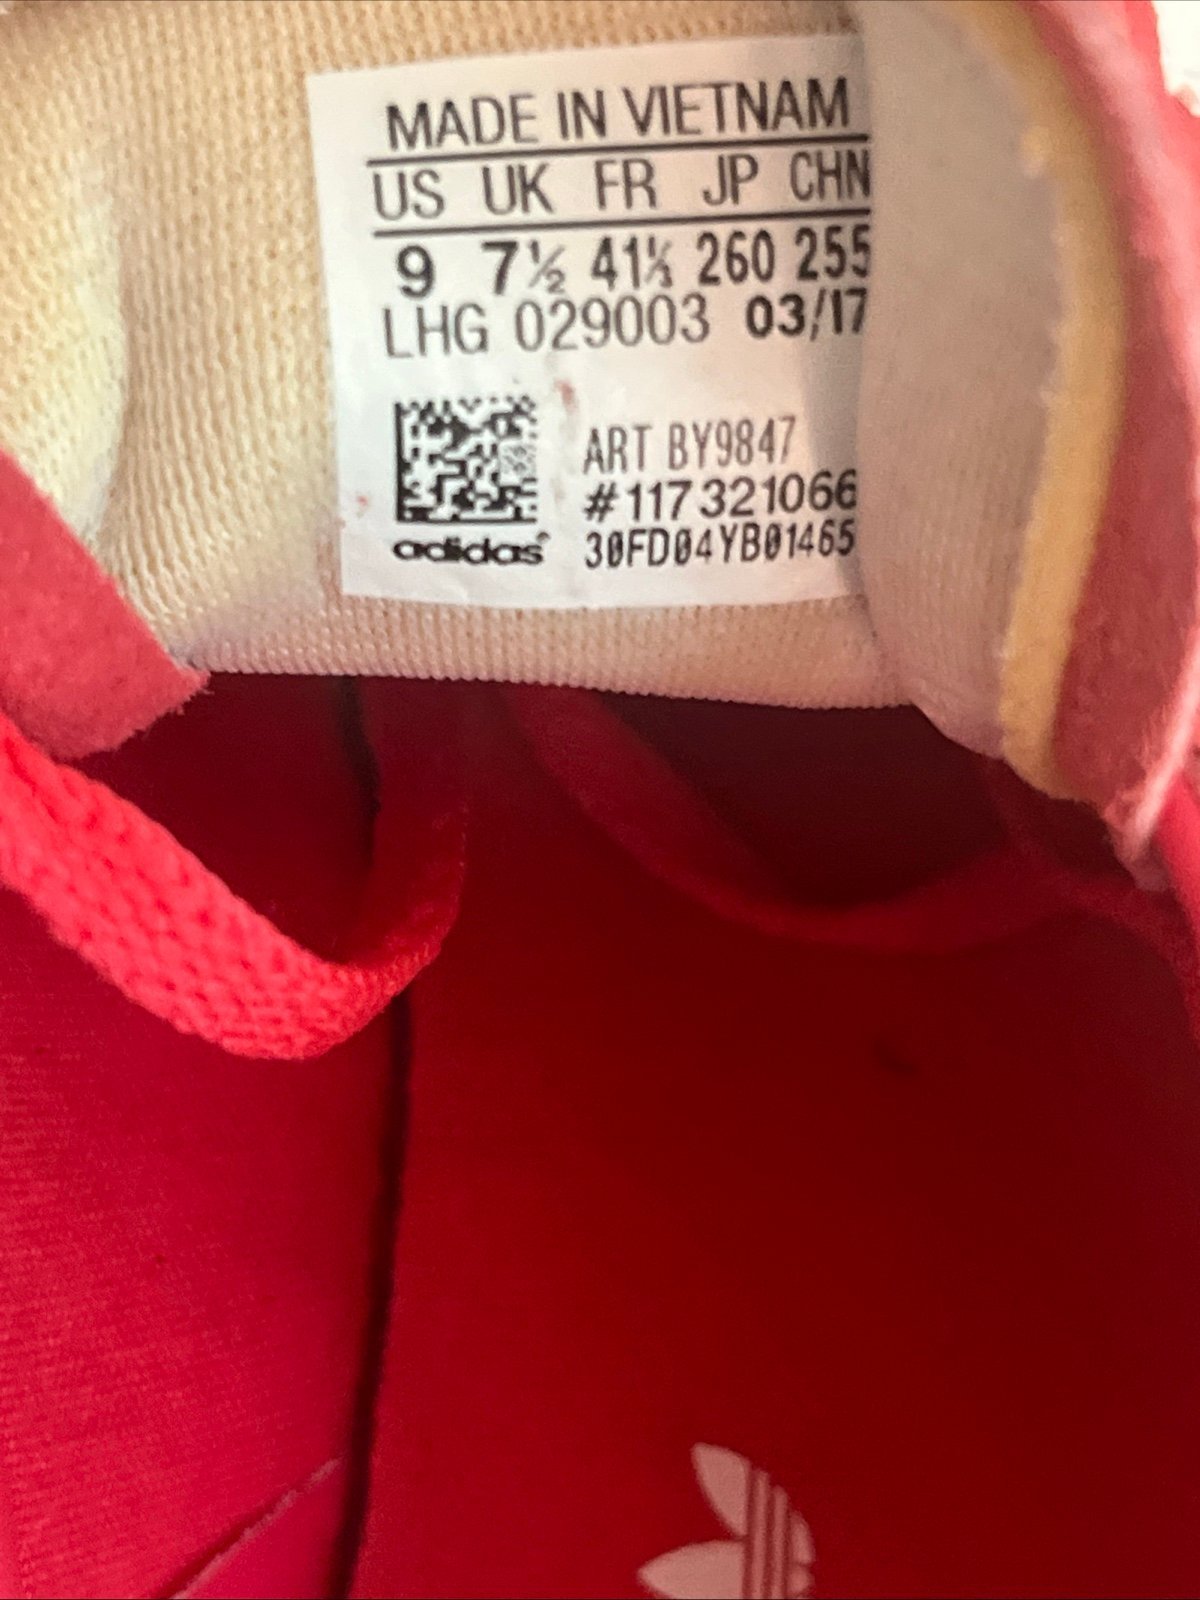 MADE IN VIETNAM
US UK FR JP CHN
9 7½ 41⅓ 260 255
LHG 029003 03/17
ART BY9847
#117321066
adidas® 30FD04YB01465